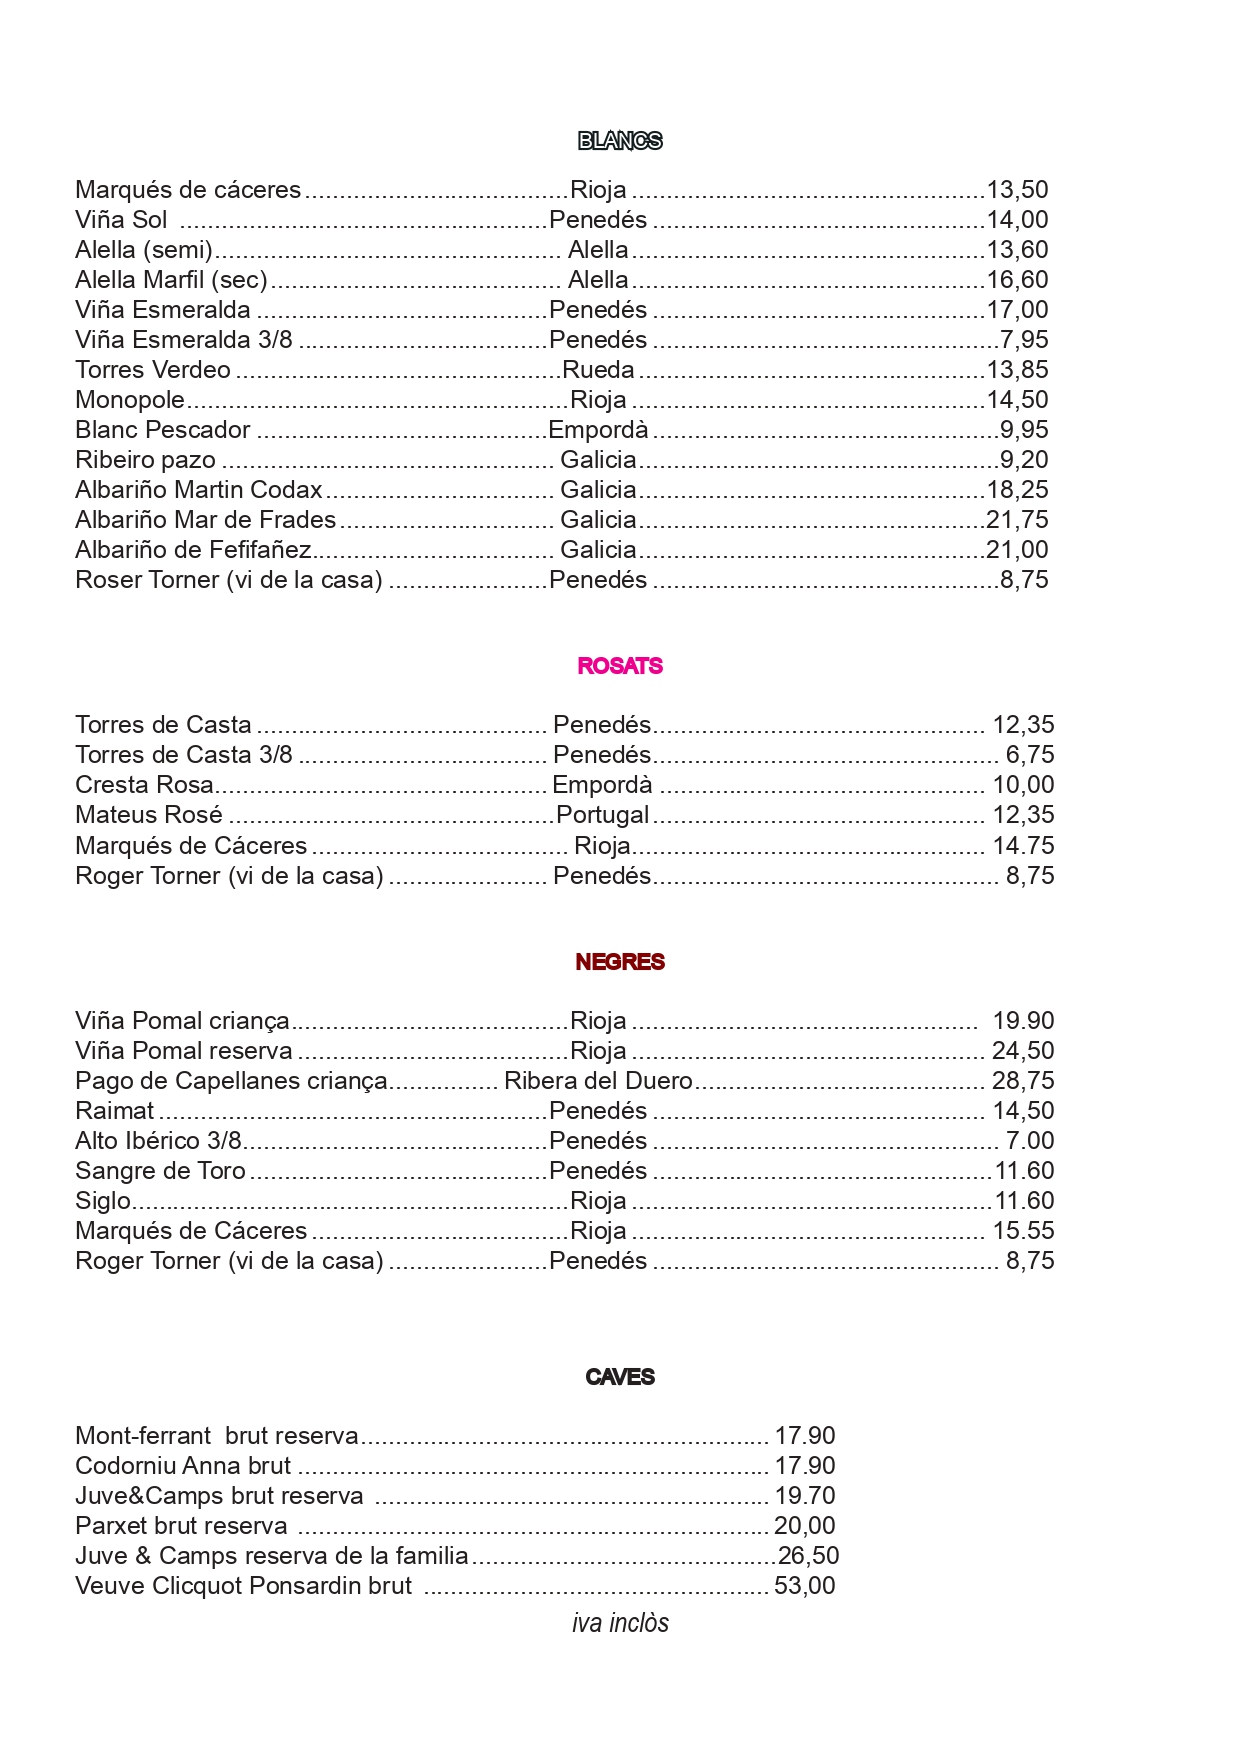 BLANCS
Marqués de cáceres......................................Rioja ...................................................13,50
Viña Sol .....................................................Penedés ................................................14,00
Alella (semi).................................................. Alella...................................................13,60
Alella Marfil (sec).......................................... Alella...................................................16,60
Viña Esmeralda ..........................................Penedés ................................................17,00
Viña Esmeralda 3/8 ....................................Penedés ..................................................7,95
Torres Verdeo ...............................................Rueda ..................................................13,85
Monopole.......................................................Rioja ...................................................14,50
Blanc Pescador ..........................................Empordà ..................................................9,95
Ribeiro pazo ................................................ Galicia....................................................9,20
Albariño Martin Codax................................. Galicia..................................................18,25
Albariño Mar de Frades............................... Galicia..................................................21,75
Albariño de Fefifañez................................... Galicia..................................................21,00
Roser Torner (vi de la casa) .......................Penedés ..................................................8,75
ROSATS
Torres de Casta .......................................... Penedés................................................ 12,35
Torres de Casta 3/8 .................................... Penedés.................................................. 6,75
Cresta Rosa................................................ Empordà ............................................... 10,00
Mateus Rosé ...............................................Portugal................................................ 12,35
Marqués de Cáceres ..................................... Rioja................................................... 14.75
Roger Torner (vi de la casa) ....................... Penedés.................................................. 8,75
NEGRES
Viña Pomal criança........................................Rioja .................................................. 19.90
Viña Pomal reserva .......................................Rioja ................................................... 24,50
Pago de Capellanes criança................ Ribera del Duero.......................................... 28,75
Raimat ........................................................Penedés ................................................ 14,50
Alto Ibérico 3/8............................................Penedés .................................................. 7.00
Sangre de Toro ...........................................Penedés .................................................11.60
Siglo...............................................................Rioja ....................................................11.60
Marqués de Cáceres .....................................Rioja ................................................... 15.55
Roger Torner (vi de la casa) .......................Penedés .................................................. 8,75
CAVES
Mont-ferrant brut reserva........................................................... 17.90
Codorniu Anna brut .................................................................... 17.90
Juve&Camps brut reserva ......................................................... 19.70
Parxet brut reserva .................................................................... 20,00
Juve & Camps reserva de la familia............................................26,50
Veuve Clicquot Ponsardin brut .................................................. 53,00
iva inclòs